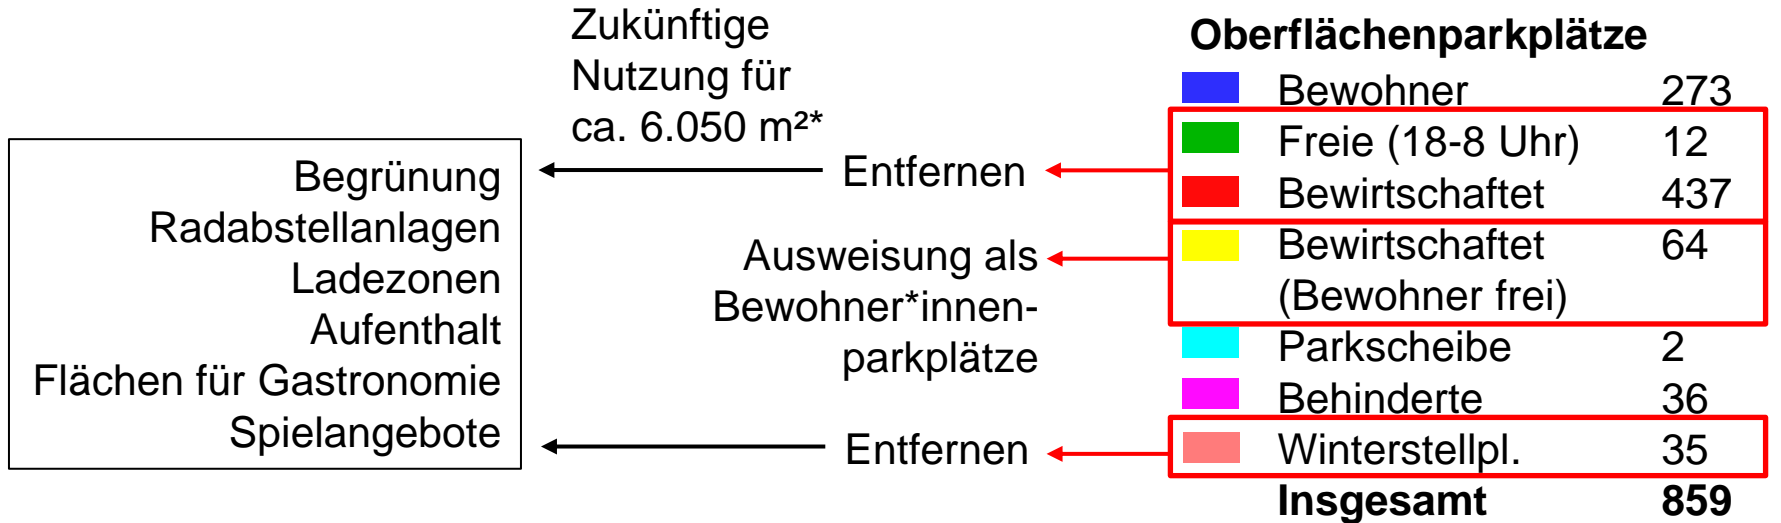 Zukünftige
Nutzung für
ca. 6.050 m²*
Begrünung
Radabstellanlagen
Ladezonen
Aufenthalt
Flächen für Gastronomie
Spielangebote
Entfernen
Ausweisung als
Bewohner*innen-
parkplätze
Entfernen
Oberflächenparkplätze
Bewohner 273
Freie (18-8 Uhr) 12
Bewirtschaftet 437
Bewirtschaftet 64
(Bewohner frei)
Parkscheibe 2
Behinderte 36
Winterstellpl. 35
Insgesamt 859